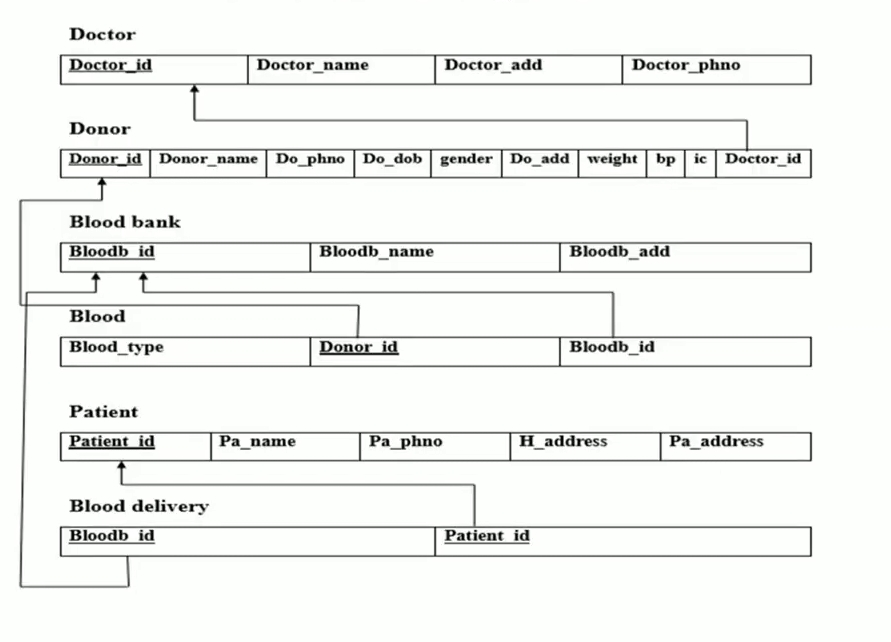 Doctor
Doctor_id Doctor_name Doctor_add Doctor_phno
Donor
Donor_id Donor_name Do_phno Do_dob gender Do_add weight bp ic Doctor_id
Blood bank
Bloodb_id Bloodb_name Bloodb_add
Blood
Blood_type Donor_id Bloodb_id
Patient
Patient_id Pa_name Pa_phno H_address Pa_address
Blood delivery
Bloodb_id Patient_id